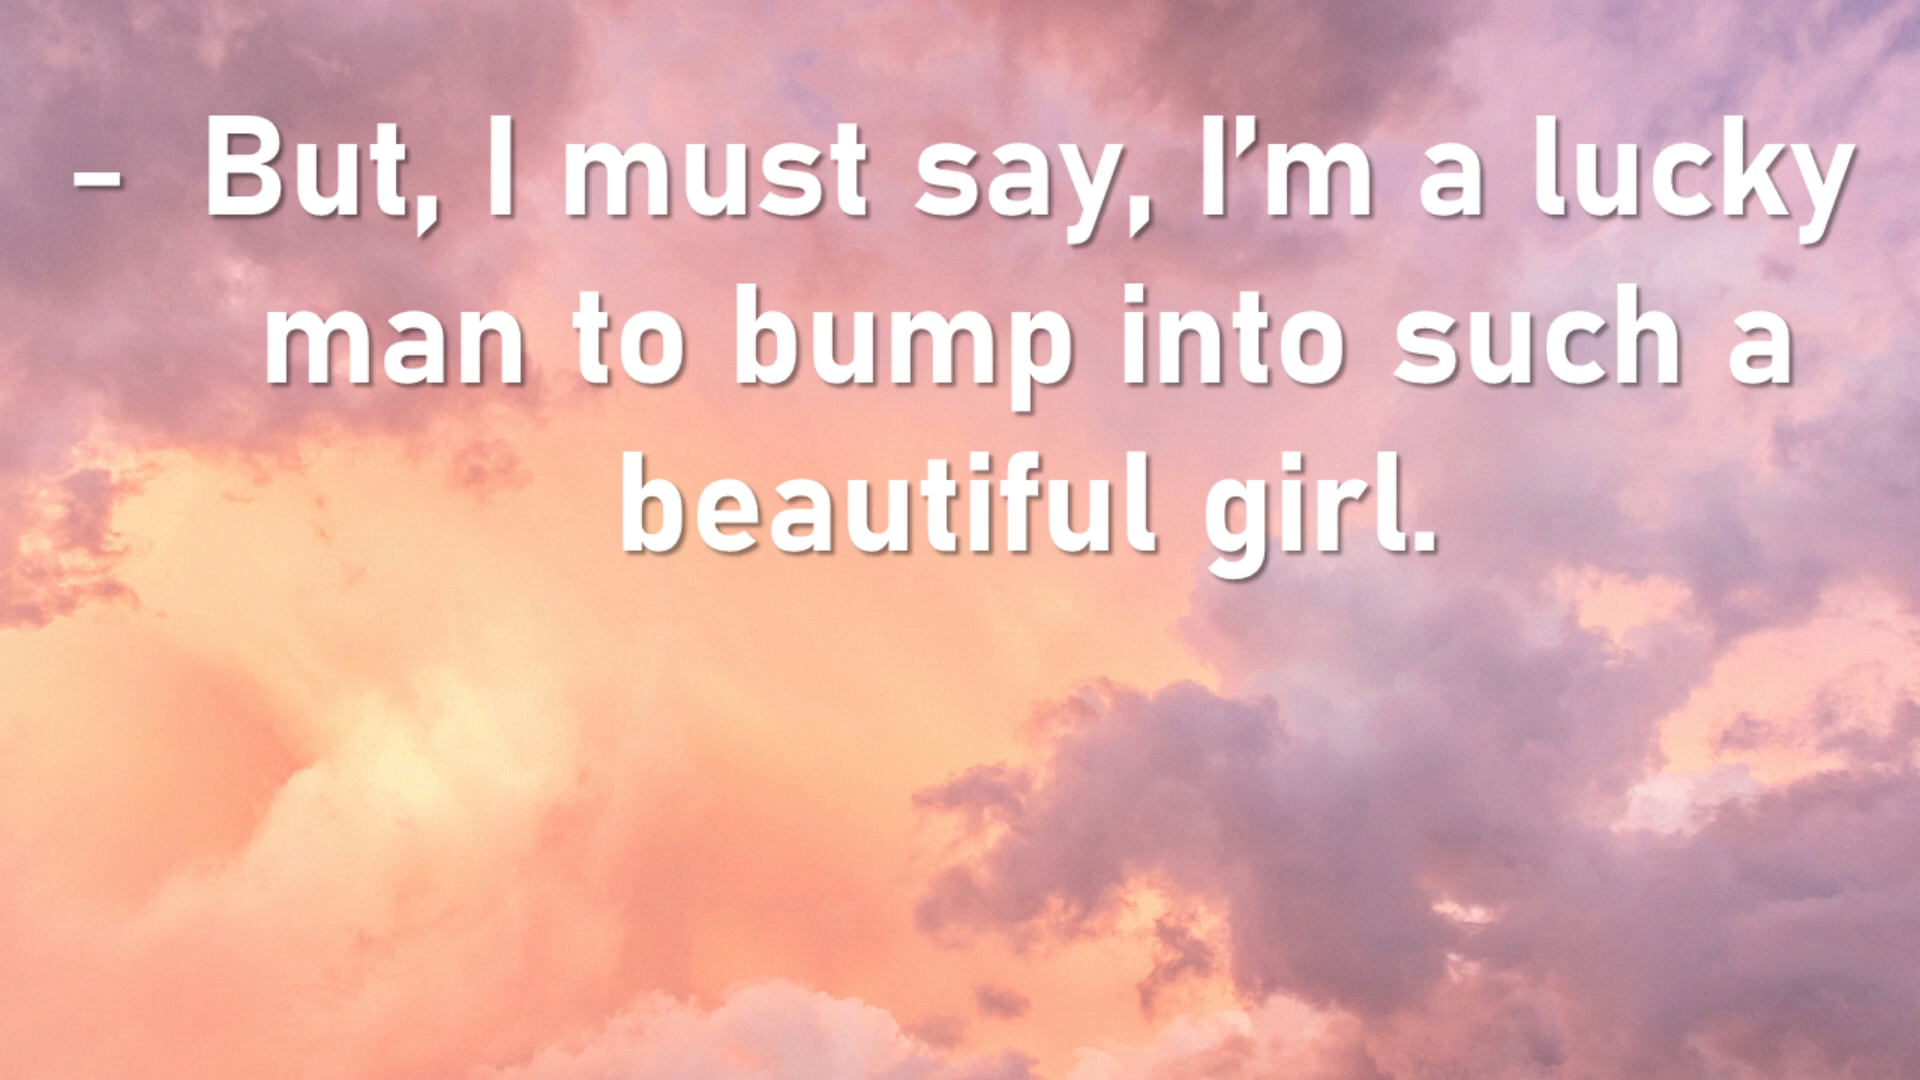 - But, I must say, I’m a lucky
man to bump into such a
beautiful girl.